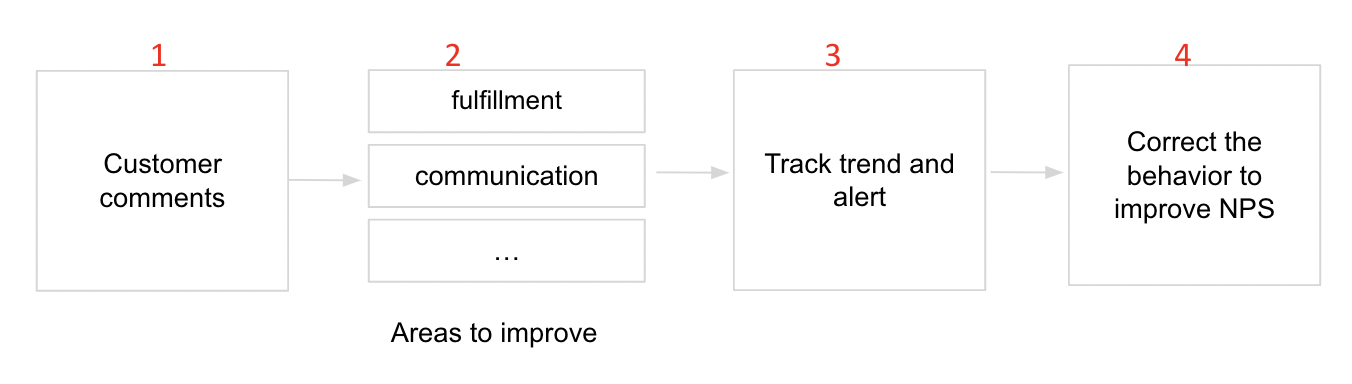 1
Customer
comments
2
fulfillment
communication
...
Areas to improve
3
Track trend and
alert
4
Correct the
behavior to
improve NPS